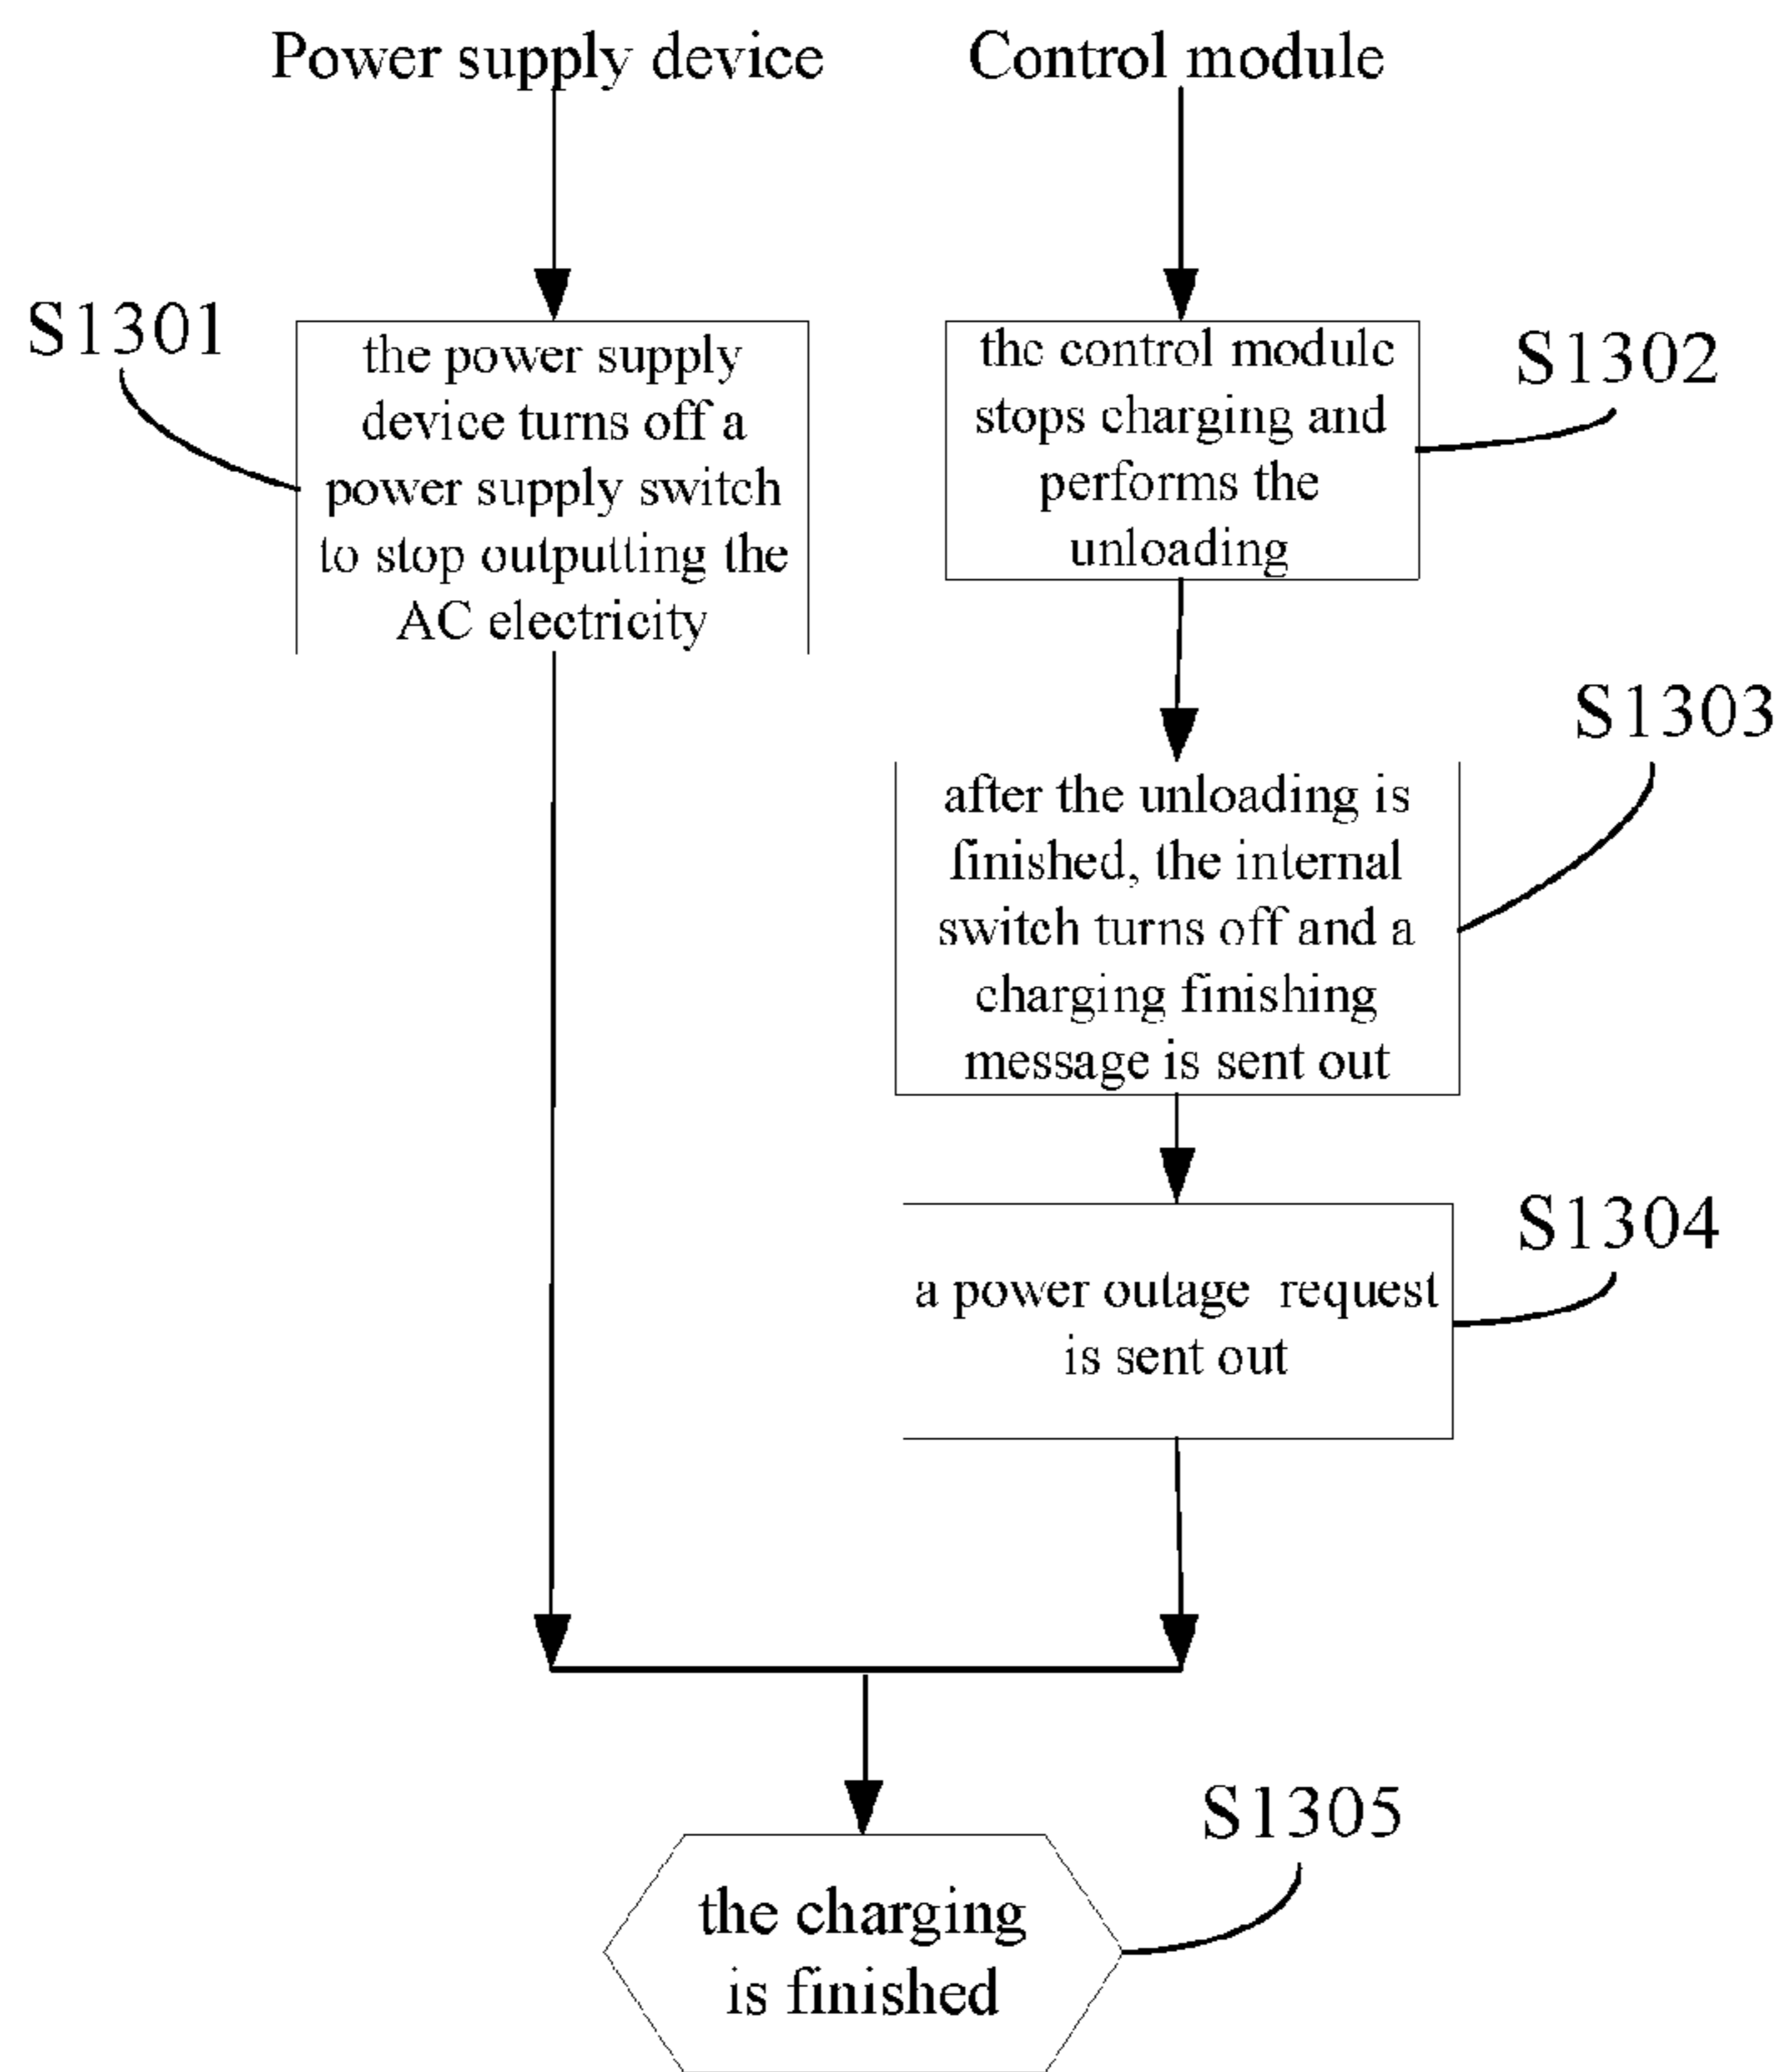 Power supply device
Control module
S1301
the power supply
device turns off a
power supply switch
to stop outputting the
AC electricity
the control module
stops charging and
performs the
unloading
S1302
S1303
after the unloading is
finished, the internal
switch turns off and a
charging finishing
message is sent out
S1304
a power outage request
is sent out
S1305
the charging
is finished